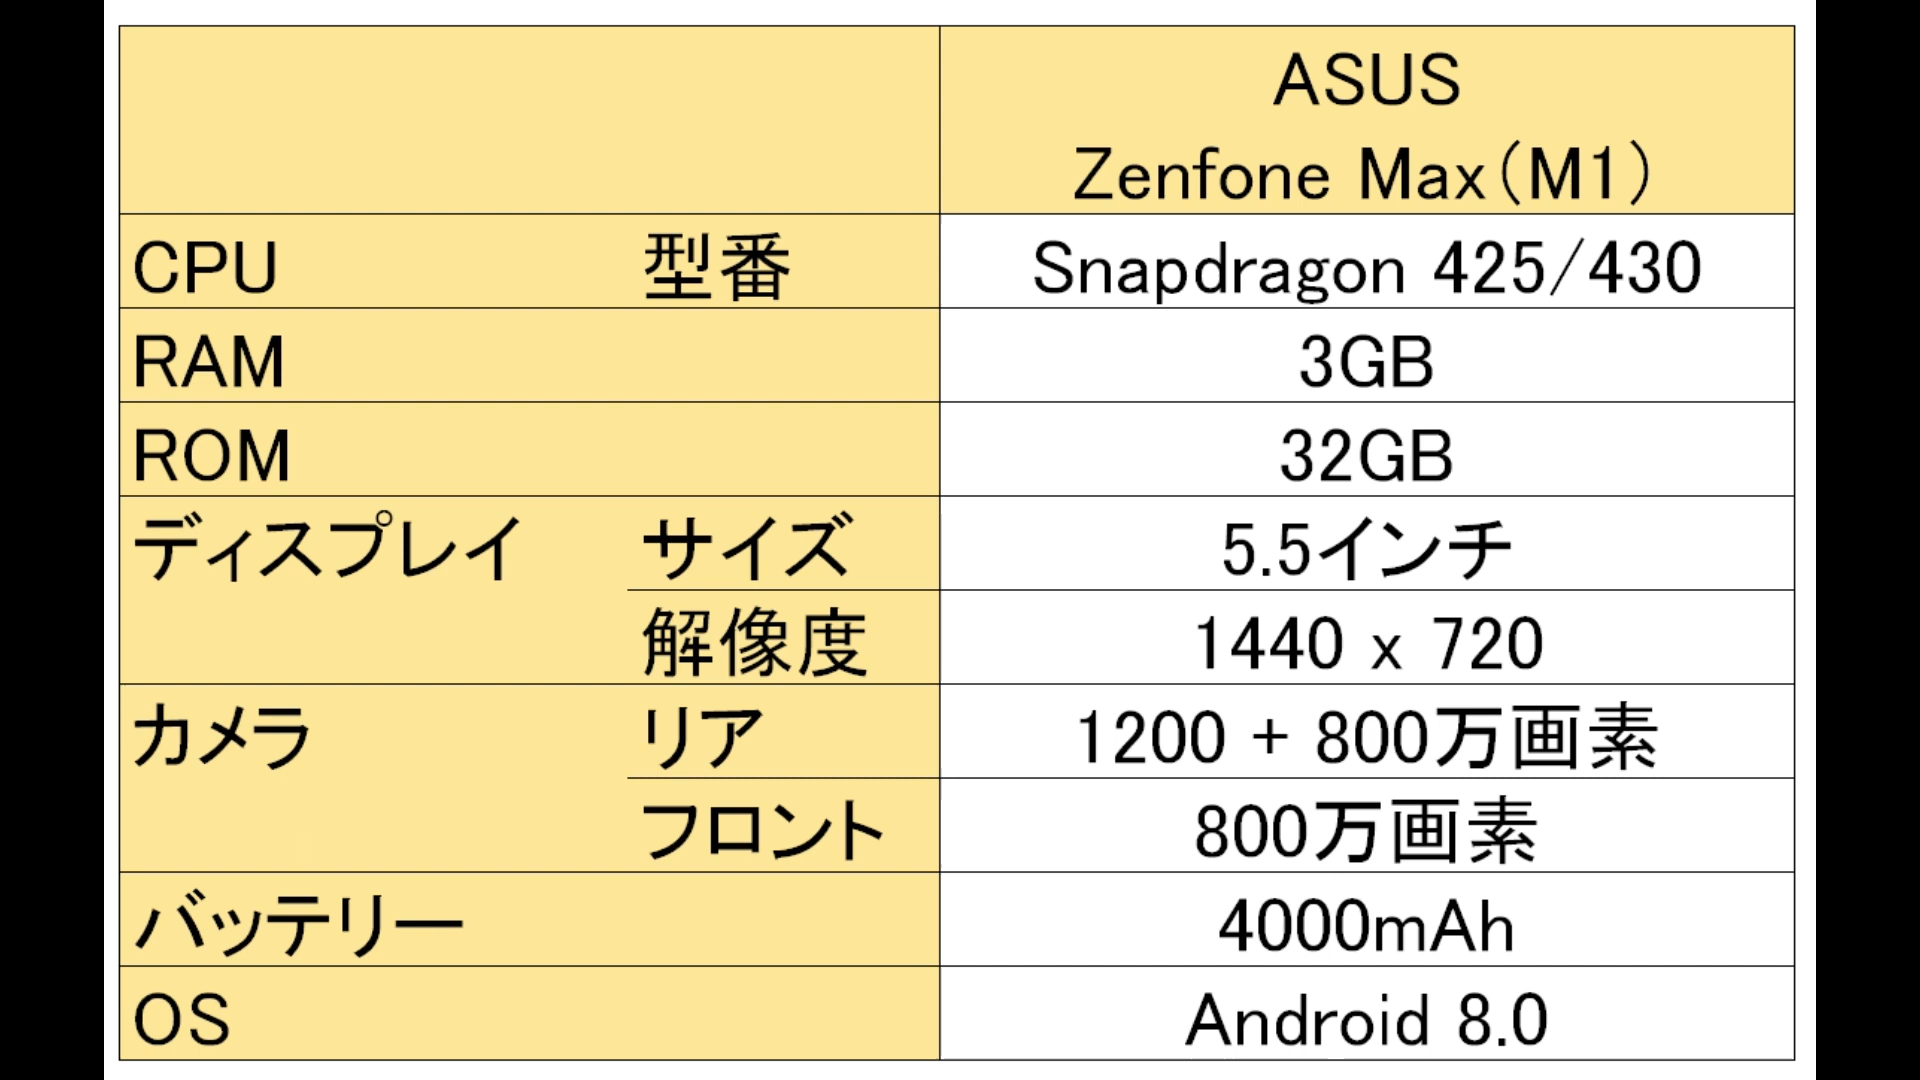 ASUS
Zenfone Max（M1）
CPU 型番 Snapdragon 425/430
RAM 3GB
ROM 32GB
ディスプレイ サイズ 5.5インチ
解像度 1440 x 720
カメラ リア 1200 + 800万画素
フロント 800万画素
バッテリー 4000mAh
OS Android 8.0